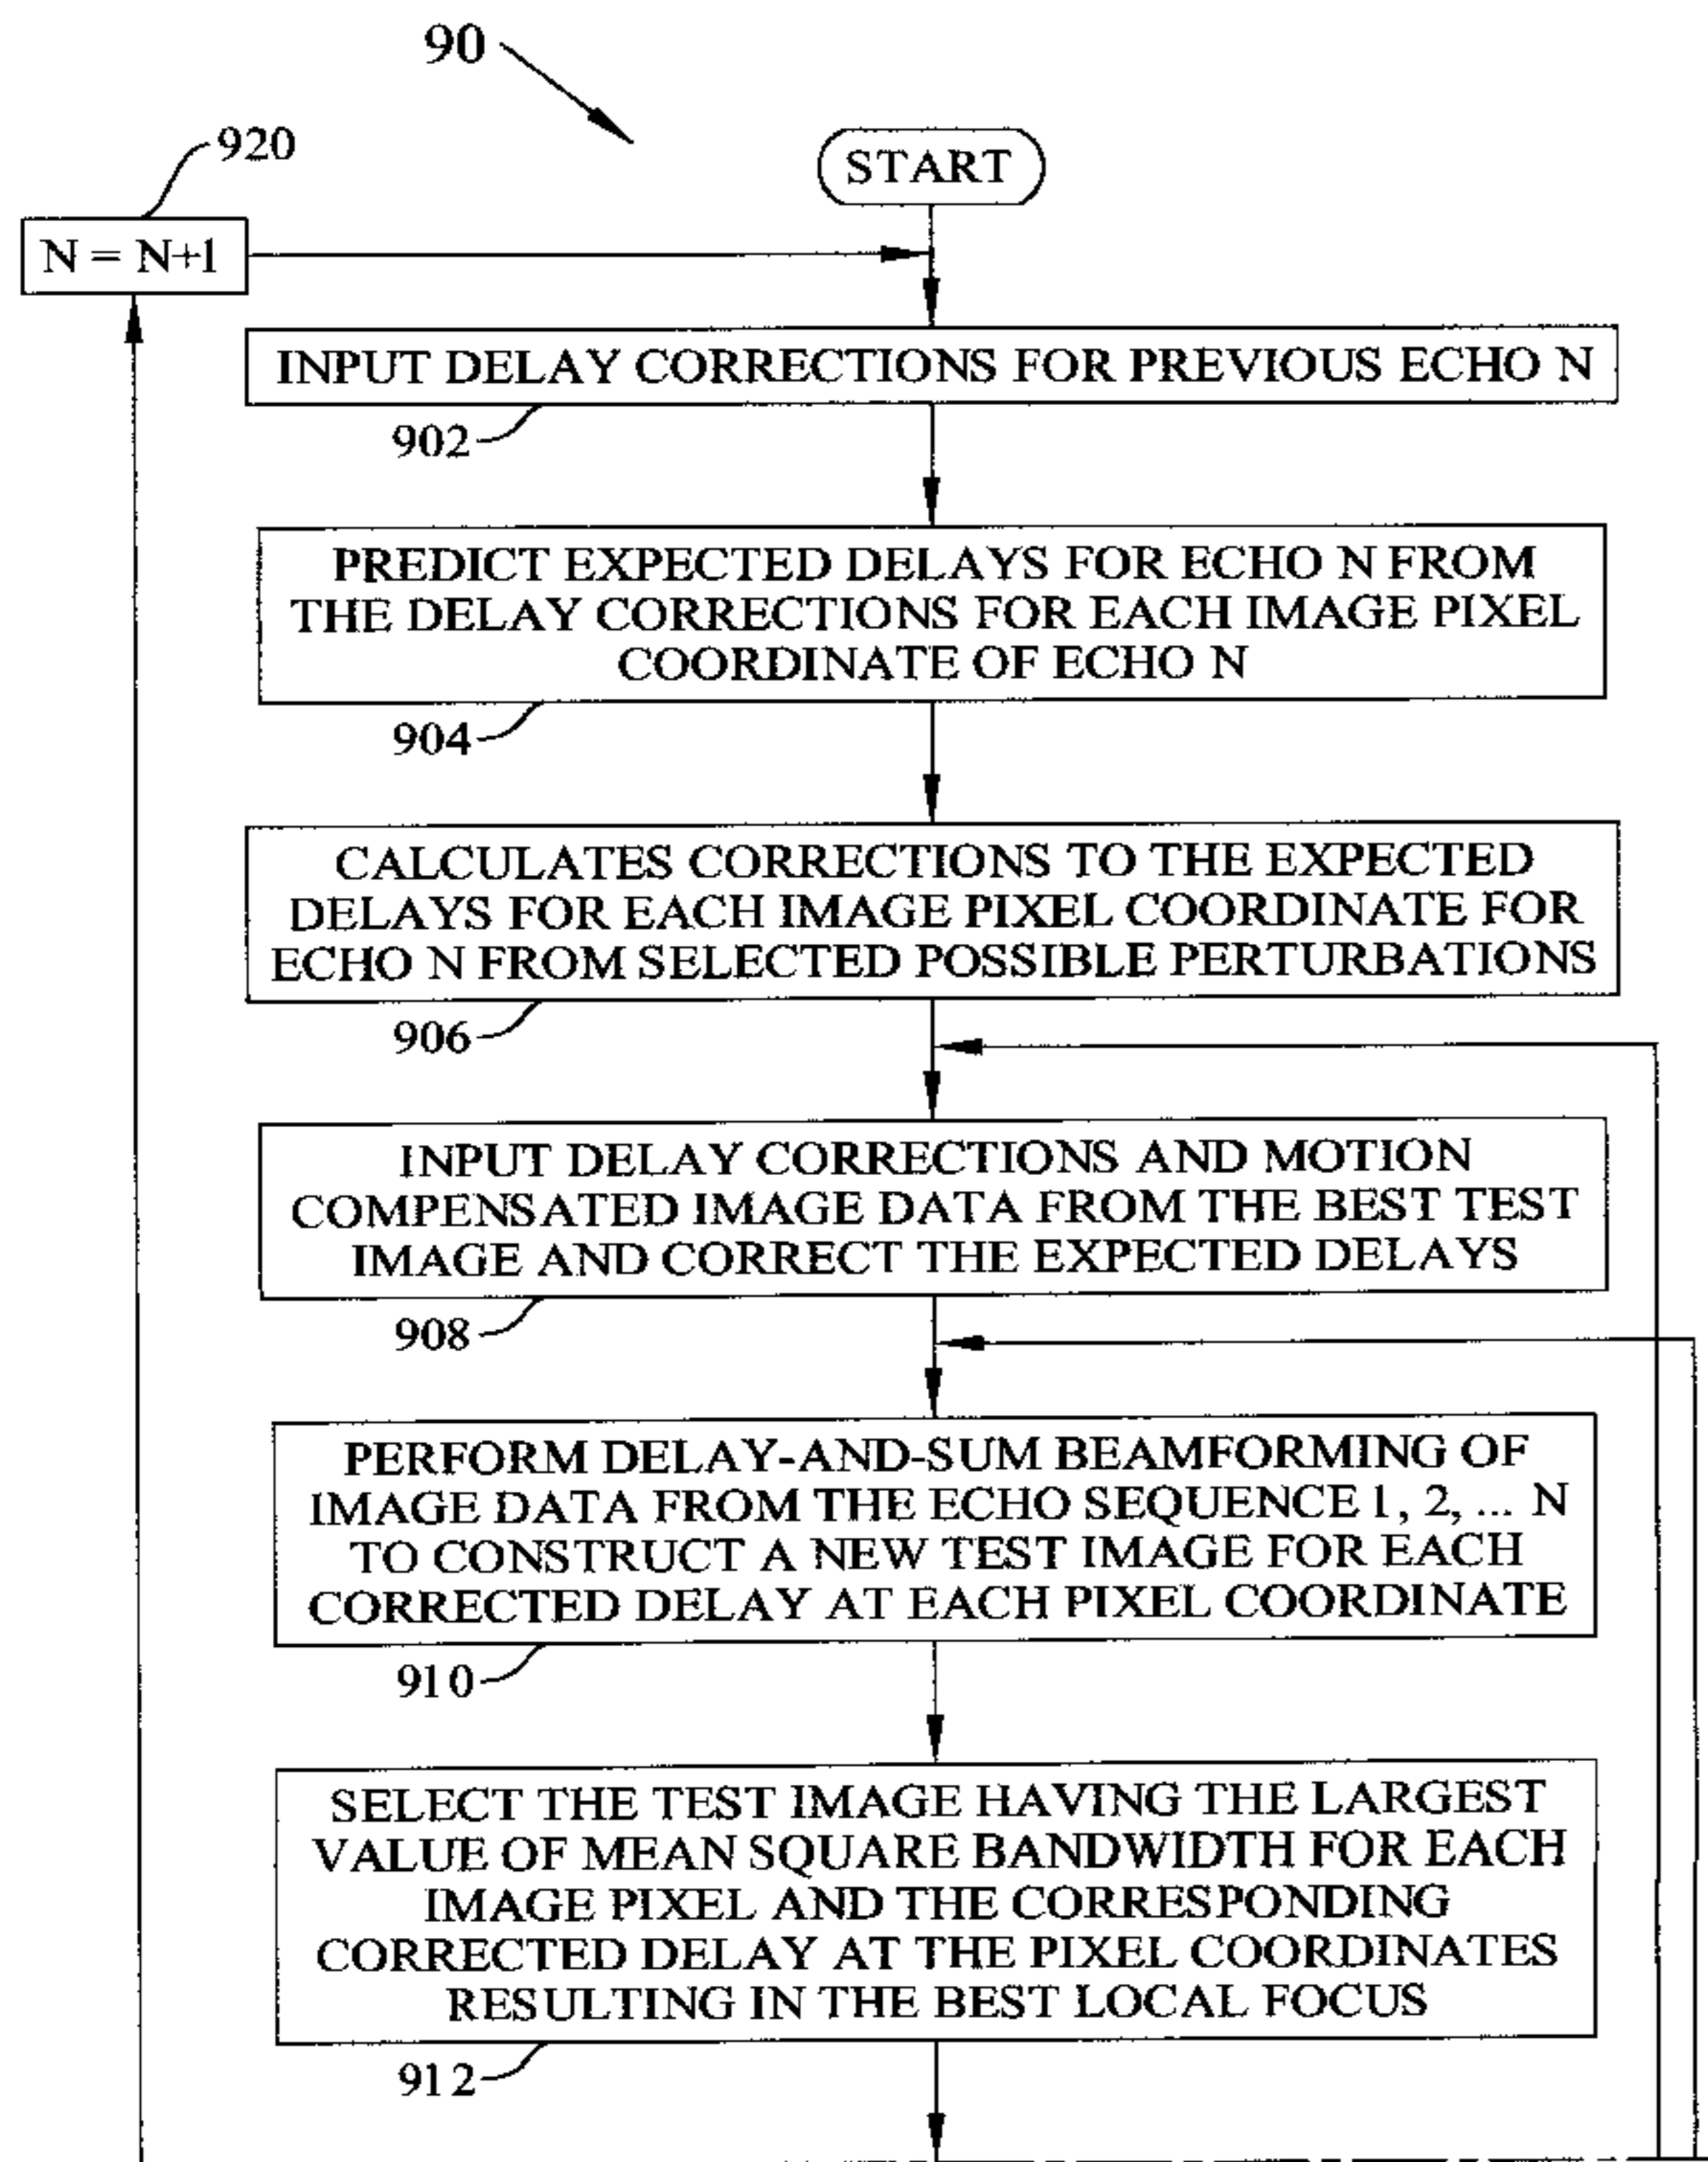 90
920
START
N = N+1
INPUT DELAY CORRECTIONS FOR PREVIOUS ECHO N
902
PREDICT EXPECTED DELAYS FOR ECHO N FROM
THE DELAY CORRECTIONS FOR EACH IMAGE PIXEL
COORDINATE OF ECHO N
904
CALCULATES CORRECTIONS TO THE EXPECTED
DELAYS FOR EACH IMAGE PIXEL COORDINATE FOR
ECHO N FROM SELECTED POSSIBLE PERTURBATIONS
906
INPUT DELAY CORRECTIONS AND MOTION
COMPENSATED IMAGE DATA FROM THE BEST TEST
IMAGE AND CORRECT THE EXPECTED DELAYS
908
PERFORM DELAY-AND-SUM BEAMFORMING OF
IMAGE DATA FROM THE ECHO SEQUENCE 1, 2, ... N
TO CONSTRUCT A NEW TEST IMAGE FOR EACH
CORRECTED DELAY AT EACH PIXEL COORDINATE
910
SELECT THE TEST IMAGE HAVING THE LARGEST
VALUE OF MEAN SQUARE BANDWIDTH FOR EACH
IMAGE PIXEL AND THE CORRESPONDING
CORRECTED DELAY AT THE PIXEL COORDINATES
RESULTING IN THE BEST LOCAL FOCUS
912